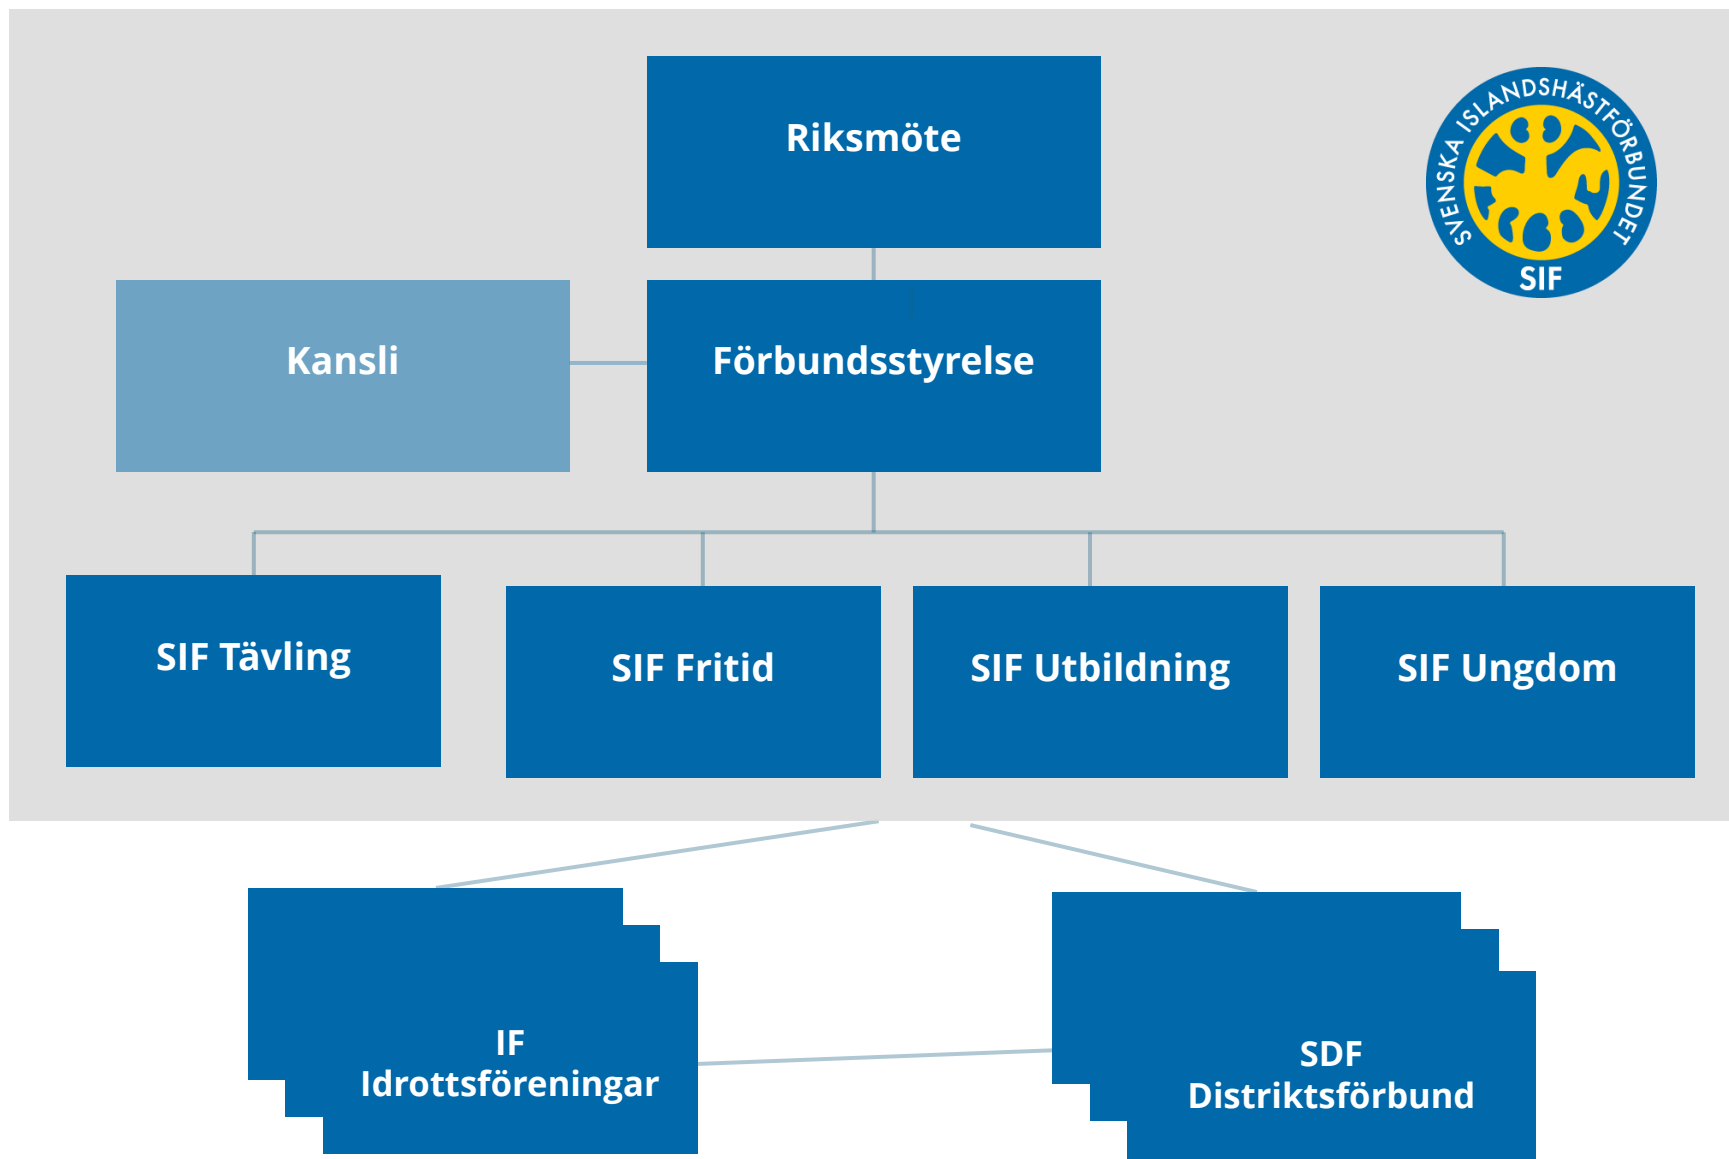 Riksmöte
SVENSKA ISLANDSHÄSTFÖRBUNDET
SIF
Kansli
Förbundsstyrelse
SIF Tävling
SIF Fritid
SIF Utbildning
SIF Ungdom
IF
Idrottsföreningar
SDF
Distriktsförbund